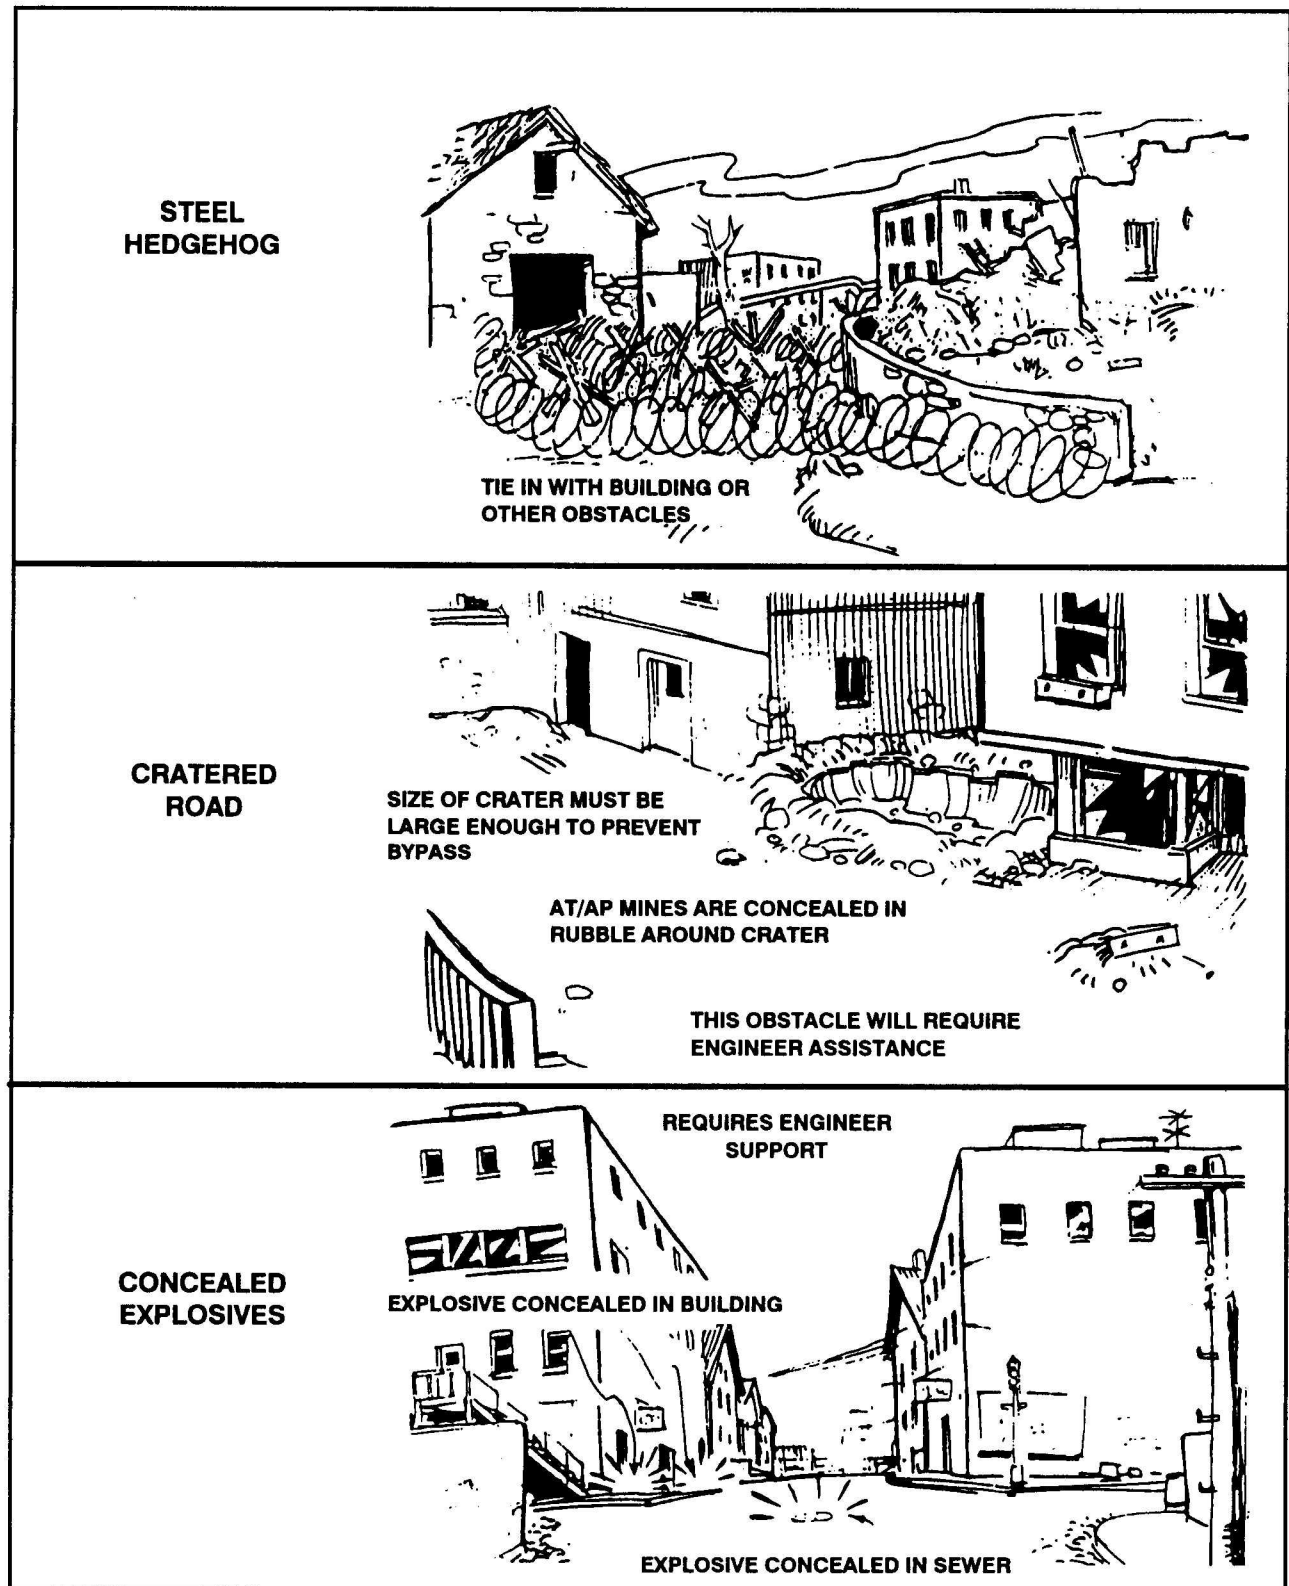 STEEL
HEDGEHOG
TIE IN WITH BUILDING OR
OTHER OBSTACLES
CRATERED
ROAD
SIZE OF CRATER MUST BE
LARGE ENOUGH TO PREVENT
BYPASS
AT/AP MINES ARE CONCEALED IN
RUBBLE AROUND CRATER
THIS OBSTACLE WILL REQUIRE
ENGINEER ASSISTANCE
REQUIRES ENGINEER
SUPPORT
CONCEALED
EXPLOSIVES
EXPLOSIVE CONCEALED IN BUILDING
EXPLOSIVE CONCEALED IN SEWER